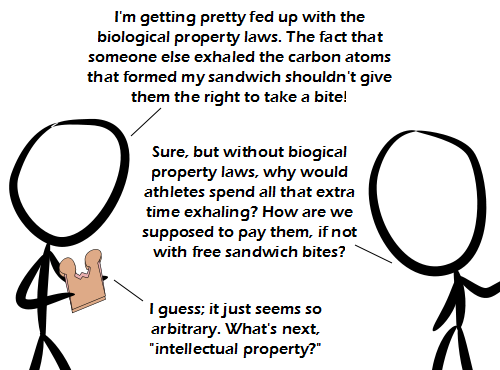 I'm getting pretty fed up with the
biological property laws. The fact that
someone else exhaled the carbon atoms
that formed my sandwich shouldn't give
them the right to take a bite!
Sure, but without biogical
property laws, why would
athletes spend all that extra
time exhaling? How are we
supposed to pay them, if not
with free sandwich bites?
I guess; it just seems so
arbitrary. What's next,
"intellectual property?"